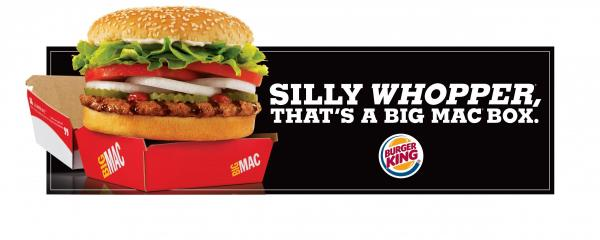 SILLY WHOPPER,
THAT'S A BIG MAC BOX.
BURGER
KING
BIG
MAC
BIG
MAC